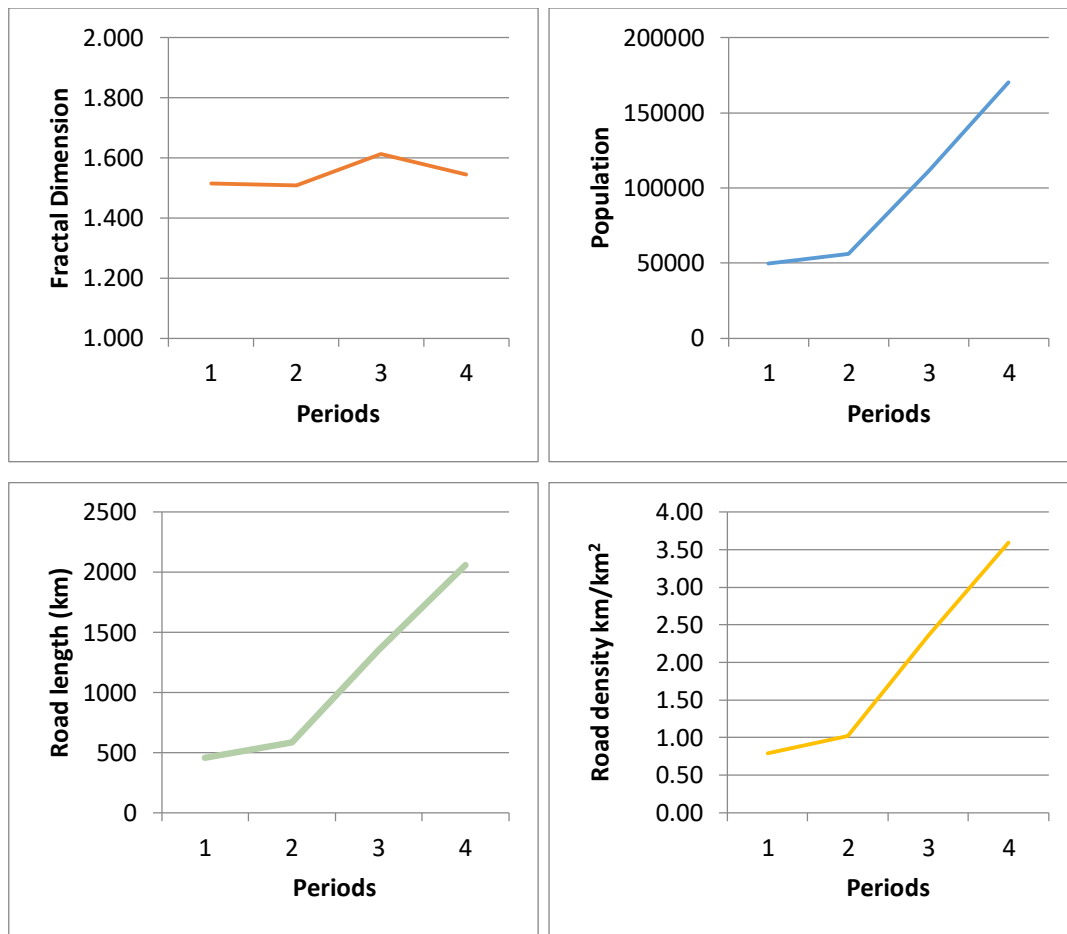 2.000
1.800
1.600
1.400
1.200
1.000
Fractal Dimension
1 2 3 4
Periods
200000
150000
100000
50000
0
Population
1 2 3 4
Periods
2500
2000
1500
1000
500
0
Road length (km)
1 2 3 4
Periods
4.00
3.50
3.00
2.50
2.00
1.50
1.00
0.50
0.00
Road density km/km²
1 2 3 4
Periods